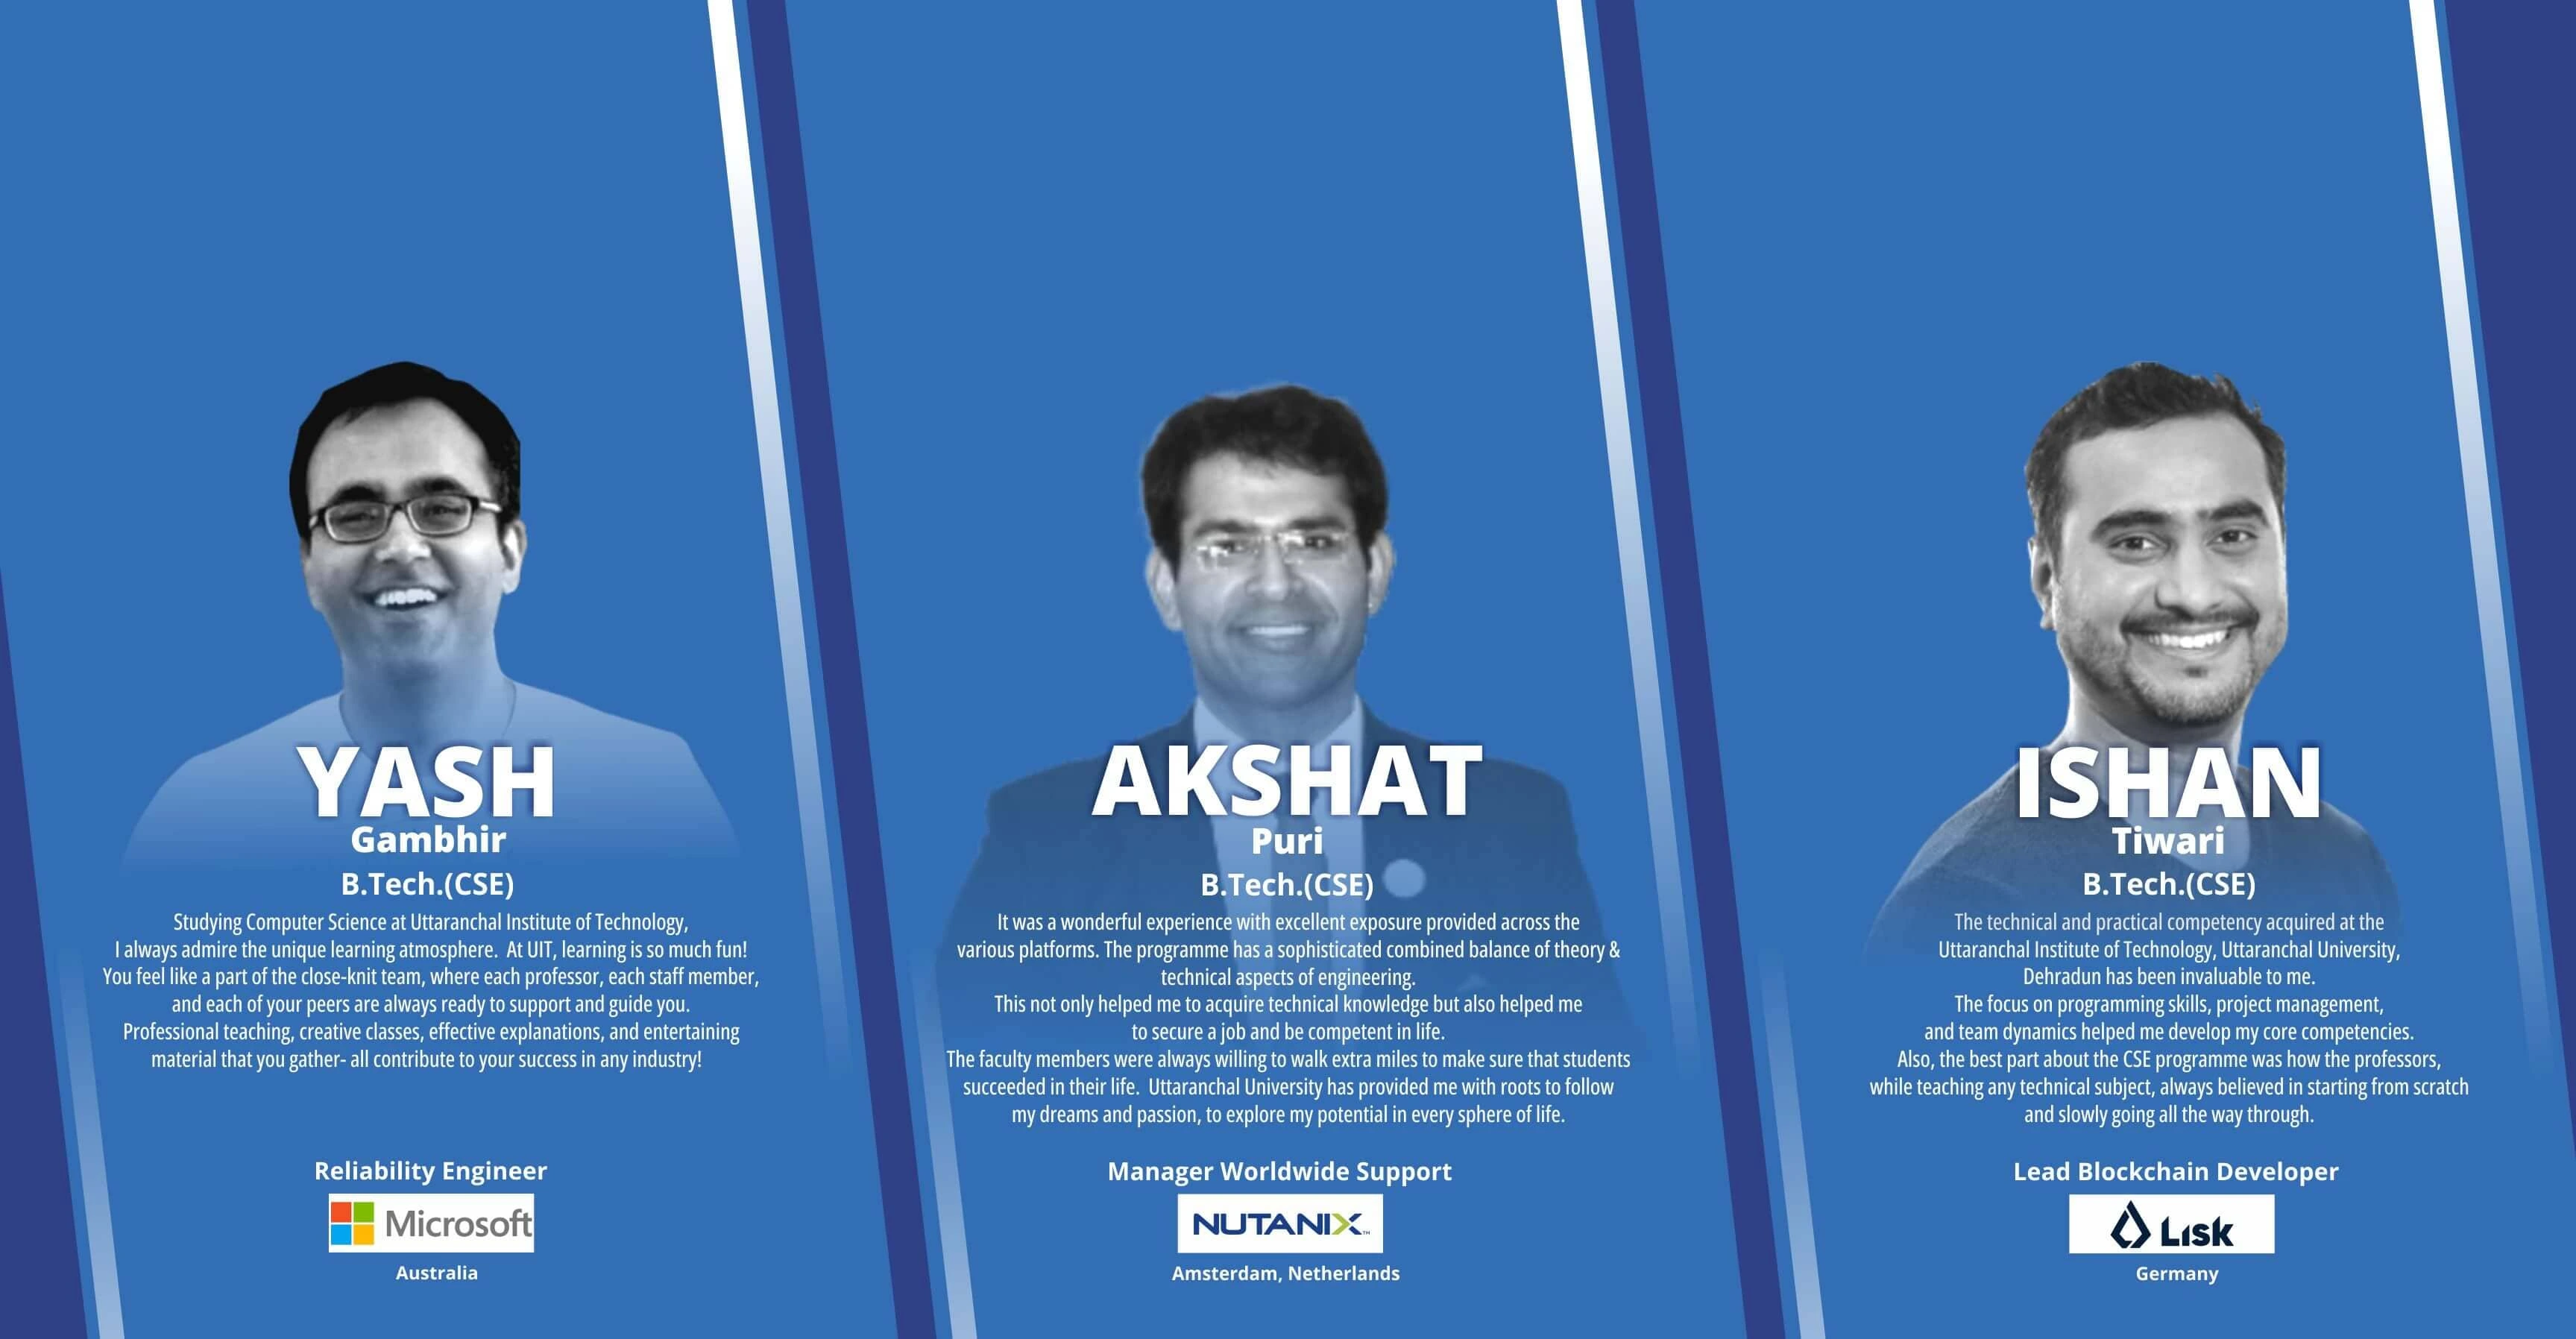 YASH
Gambhir
B.Tech.(CSE)
Studying Computer Science at Uttaranchal Institute of Technology,
I always admire the unique learning atmosphere. At UIT, learning is so much fun!
You feel like a part of the close-knit team, where each professor, each staff member,
and each of your peers are always ready to support and guide you.
Professional teaching, creative classes, effective explanations, and entertaining
material that you gather- all contribute to your success in any industry!
Reliability Engineer
Microsoft
Australia
AKSHAT
Puri
B.Tech.(CSE)
It was a wonderful experience with excellent exposure provided across the
various platforms. The programme has a sophisticated combined balance of theory &
technical aspects of engineering.
This not only helped me to acquire technical knowledge but also helped me
to secure a job and be competent in life.
The faculty members were always willing to walk extra miles to make sure that students
succeeded in their life. Uttaranchal University has provided me with roots to follow
my dreams and passion, to explore my potential in every sphere of life.
Manager Worldwide Support
NUTANIX™
Amsterdam, Netherlands
ISHAN
Tiwari
B.Tech.(CSE)
The technical and practical competency acquired at the
Uttaranchal Institute of Technology, Uttaranchal University,
Dehradun has been invaluable to me.
The focus on programming skills, project management,
and team dynamics helped me develop my core competencies.
Also, the best part about the CSE programme was how the professors,
while teaching any technical subject, always believed in starting from scratch
and slowly going all the way through.
Lead Blockchain Developer
Lisk
Germany